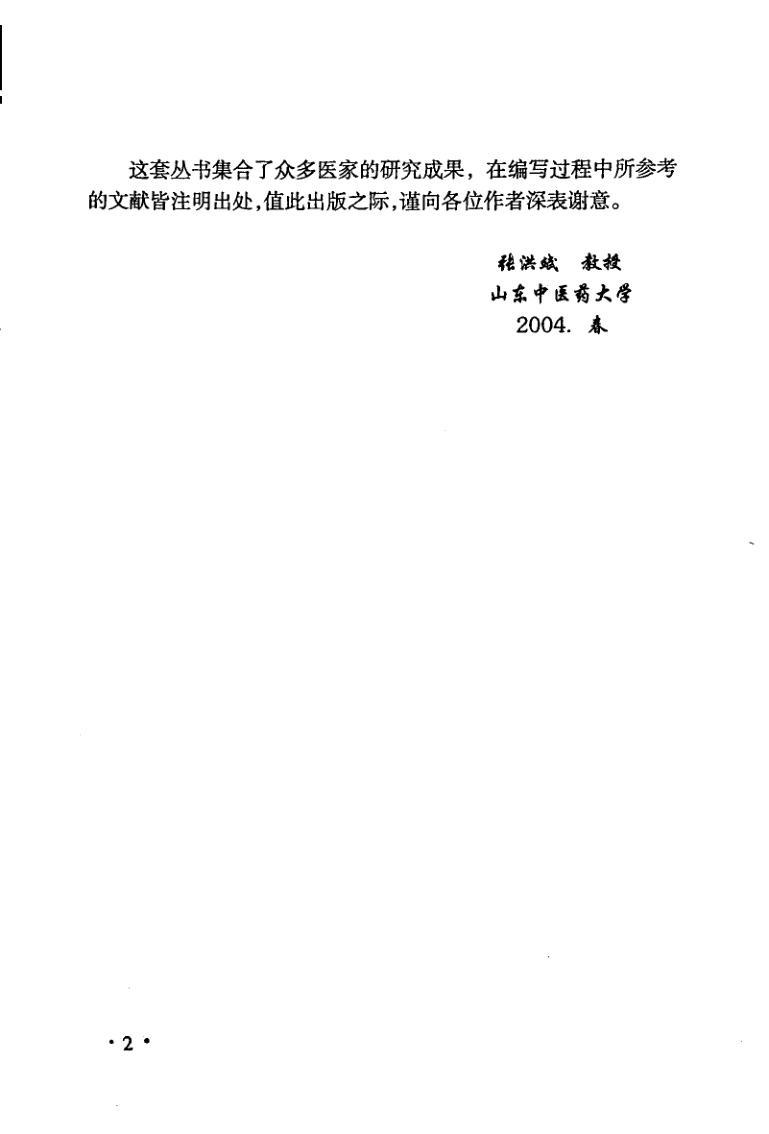 这套丛书集合了众多医家的研究成果，在编写过程中所参考
的文献皆注明出处,值此出版之际,谨向各位作者深表谢意。
张洪斌 教授
山东中医药大学
2004. 春
·2·